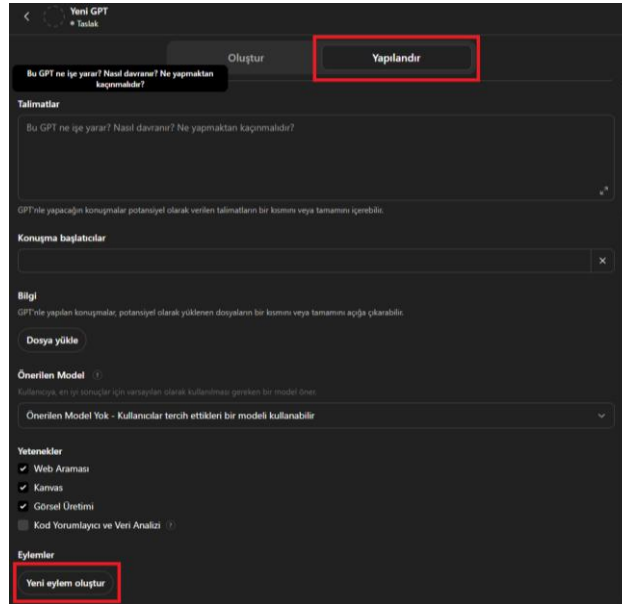 Yeni GPT
• Taslak
Oluştur
Yapılandır
Bu GPT ne işe yarar? Nasıl davranır? Ne yapmaktan
kaçınmalıdır?
Talimatlar
Bu GPT ne işe yarar? Nasıl davranır? Ne yapmaktan kaçınmalıdır?
GPT'nle yapacağın konuşmalar potansiyel olarak verilen talimatların bir kısmını veya tamamını içerebilir.
Konuşma başlatıcılar
Bilgi
GPT'nle yapılan konuşmalar, potansiyel olarak yüklenen dosyaların bir kısmını veya tamamını açığa çıkarabilir.
Dosya yükle
Önerilen Model
Kullanıcıya, en iyi sonuçlar için varsayılan olarak kullanılması gereken bir model öner.
Önerilen Model Yok - Kullanıcılar tercih ettikleri bir modeli kullanabilir
Yetenekler
Web Araması
Kanvas
Görsel Üretimi
Kod Yorumlayıcı ve Veri Analizi
Eylemler
Yeni eylem oluştur